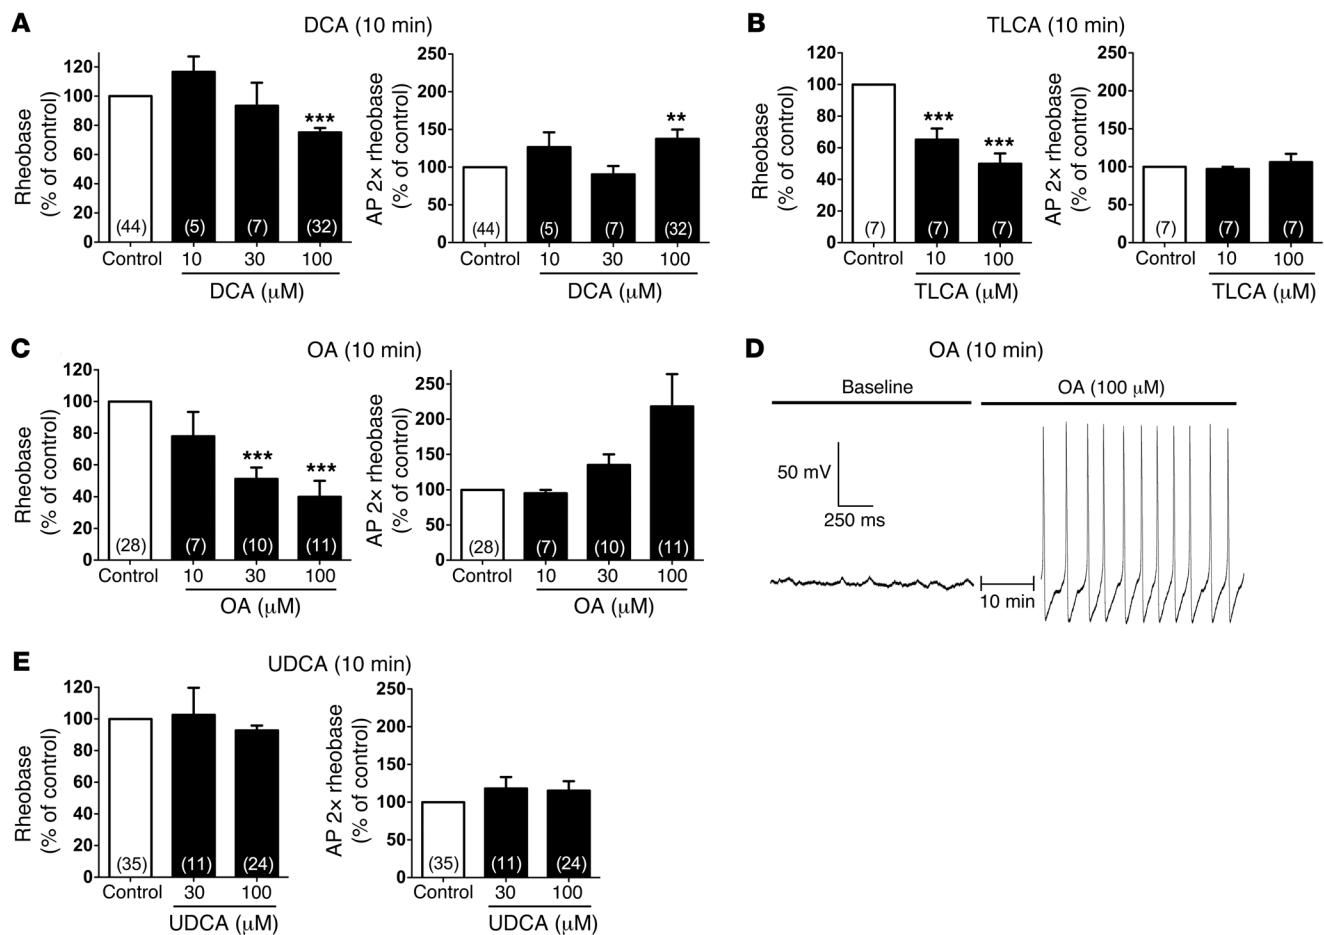 A
DCA (10 min)
Rheobase
(% of control)
120
100
80
60
40
20
0
***
(44)
(5)
(7)
(32)
Control
10
30
100
DCA (μM)
AP 2× rheobase
(% of control)
250
200
150
100
50
0
**
(44)
(5)
(7)
(32)
Control
10
30
100
DCA (μM)
B
TLCA (10 min)
Rheobase
(% of control)
120
100
80
60
40
20
0
***
***
(7)
(7)
(7)
Control
10
100
TLCA (μM)
AP 2× rheobase
(% of control)
250
200
150
100
50
0
(7)
(7)
(7)
Control
10
100
TLCA (μM)
C
OA (10 min)
Rheobase
(% of control)
120
100
80
60
40
20
0
***
***
(28)
(7)
(10)
(11)
Control
10
30
100
OA (μM)
AP 2× rheobase
(% of control)
250
200
150
100
50
0
(28)
(7)
(10)
(11)
Control
10
30
100
OA (μM)
D
OA (10 min)
Baseline
OA (100 μM)
50 mV
250 ms
10 min
E
UDCA (10 min)
Rheobase
(% of control)
120
100
80
60
40
20
0
(35)
(11)
(24)
Control
30
100
UDCA (μM)
AP 2× rheobase
(% of control)
250
200
150
100
50
0
(35)
(11)
(24)
Control
30
100
UDCA (μM)